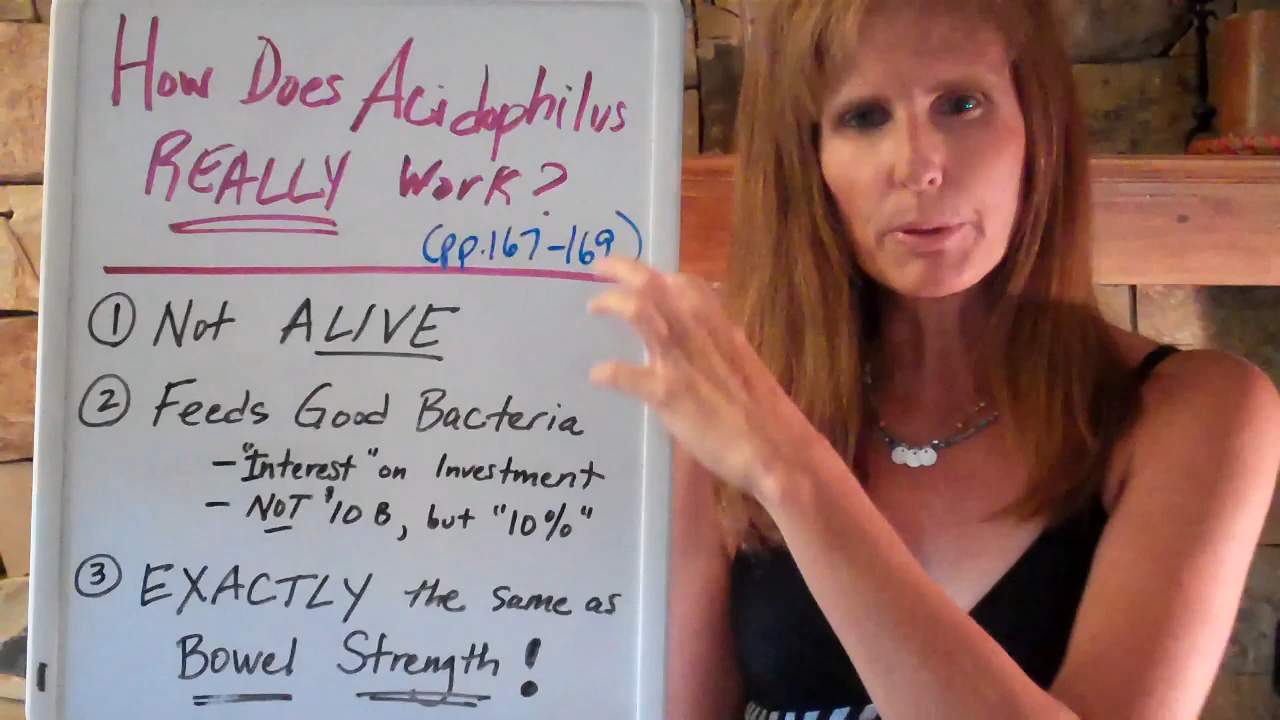 How Does Acidophilus
REALLY Work?
(pp.167-169)
① Not ALIVE
② Feeds Good Bacteria
- "Interest" on Investment
- NOT $10 B, but "10%"
③ EXACTLY the same as
Bowel Strength!